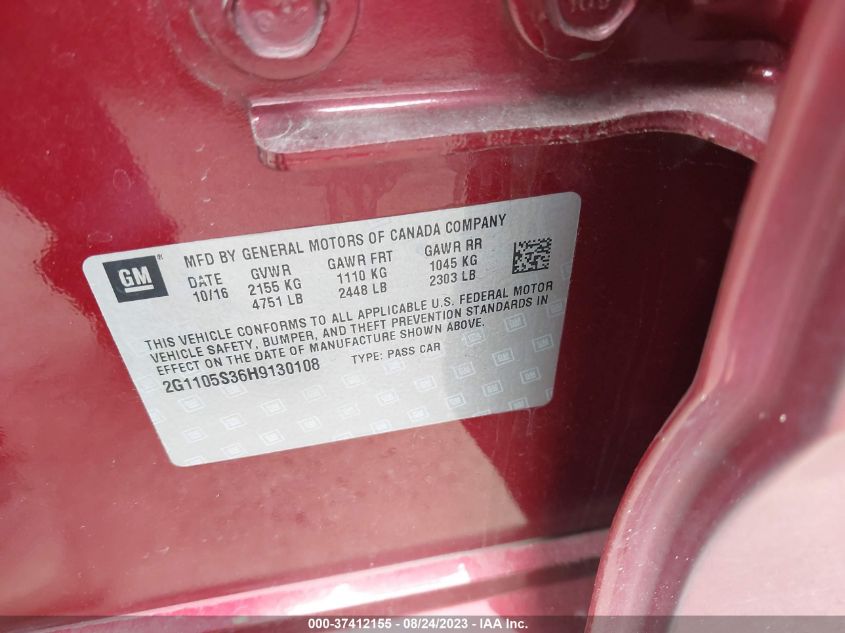 GM
MFD BY GENERAL MOTORS OF CANADA COMPANY
DATE GVWR GAWR FRT GAWR RR
10/16 2155 KG 1110 KG 1045 KG
4751 LB 2448 LB 2303 LB
THIS VEHICLE CONFORMS TO ALL APPLICABLE U.S. FEDERAL MOTOR
VEHICLE SAFETY, BUMPER, AND THEFT PREVENTION STANDARDS IN
EFFECT ON THE DATE OF MANUFACTURE SHOWN ABOVE.
2G1105S36H9130108 TYPE: PASS CAR
000-37412155 - 08/24/2023 - IAA Inc.